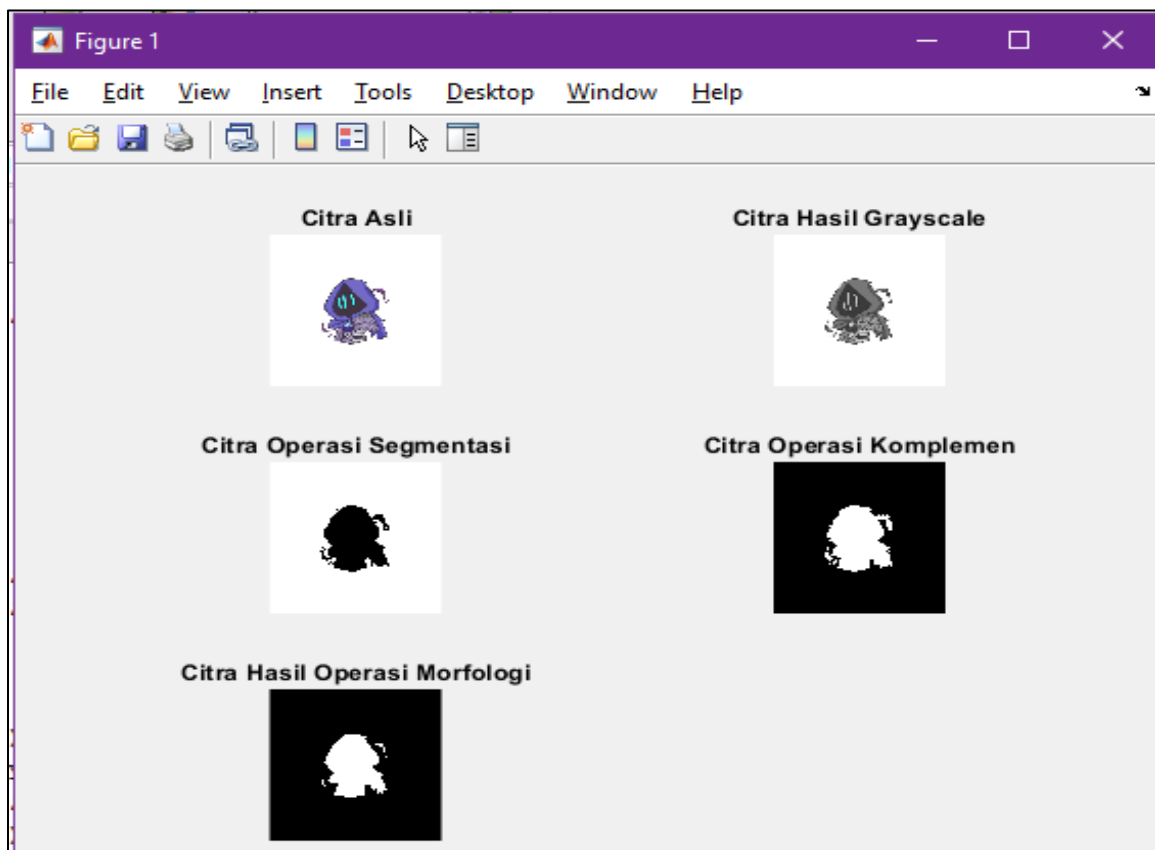 Figure 1
File Edit View Insert Tools Desktop Window Help
Citra Asli
Citra Hasil Grayscale
Citra Operasi Segmentasi
Citra Operasi Komplemen
Citra Hasil Operasi Morfologi